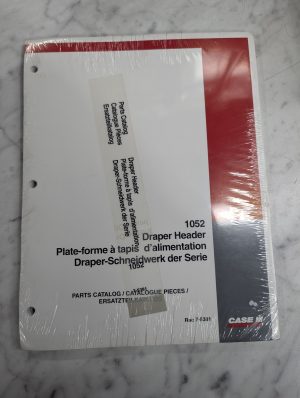 Parts Catalog
Catalogue Pieces
Ersatzteilkatalog
Draper Header
Plate-forme à tapis d'alimentation
Draper-Schneidwerk der Serie
1052
1052
Draper Header
Plate-forme à tapis d'alimentation
Draper-Schneidwerk der Serie
PARTS CATALOG / CATALOGUE PIECES /
CASE IH